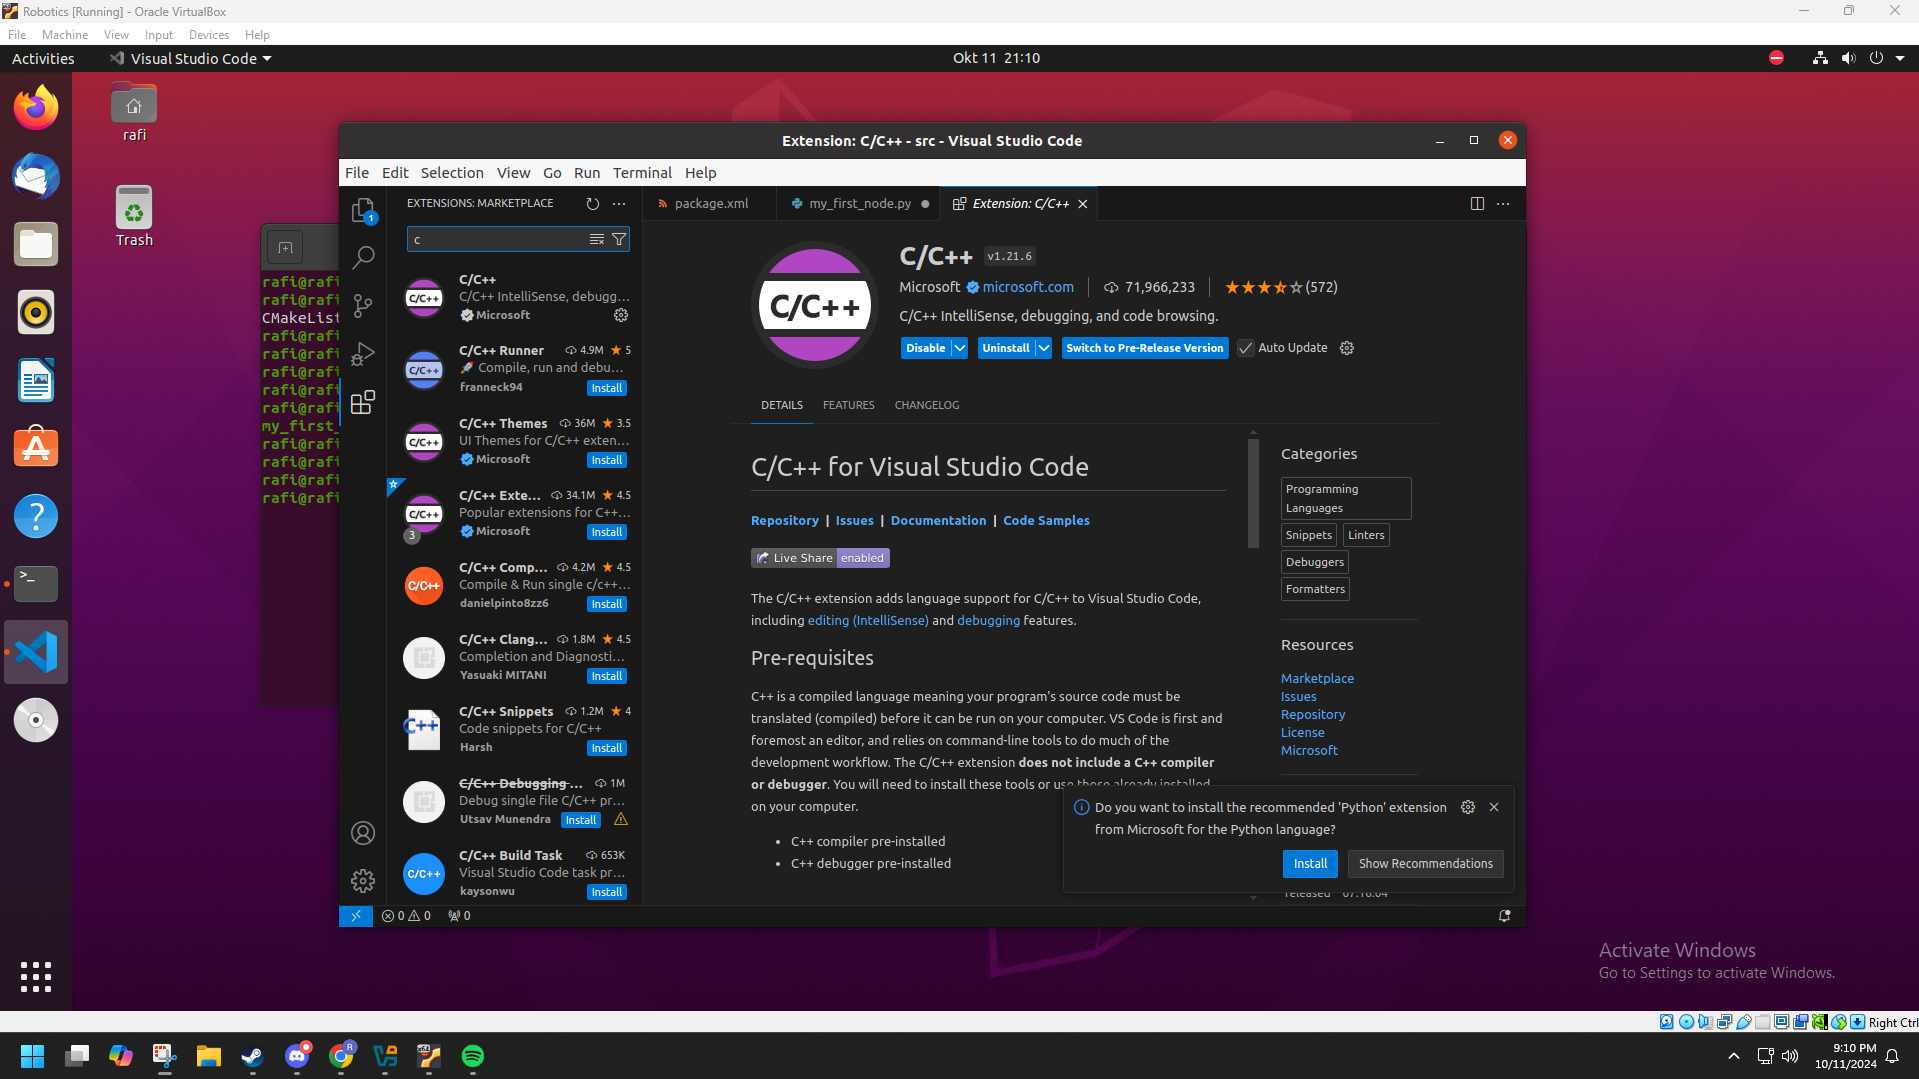 Robotics [Running] - Oracle VirtualBox
File Machine View Input Devices Help
Activities Visual Studio Code Okt 11 21:10
rafi
Trash
rafi@rafi
rafi@rafi
CMakeList
rafi@rafi
rafi@rafi
rafi@rafi
rafi@rafi
rafi@rafi
my_first_
rafi@rafi
rafi@rafi
rafi@rafi
rafi@rafi
Extension: C/C++ - src - Visual Studio Code
File Edit Selection View Go Run Terminal Help
1
EXTENSIONS: MARKETPLACE
c
C/C++
C/C++
C/C++ IntelliSense, debugg...
Microsoft
C/C++
C/C++ Runner 4.9M 5
🚀 Compile, run and debu...
franneck94 Install
C/C++
C/C++ Themes 36M 3.5
UI Themes for C/C++ exten...
Microsoft Install
C/C++
3
C/C++ Exte... 34.1M 4.5
Popular extensions for C++...
Microsoft Install
C/C++
C/C++ Comp... 4.2M 4.5
Compile & Run single c/c++...
danielpinto8zz6 Install
C/C++ Clang... 1.8M 4.5
Completion and Diagnosti...
Yasuaki MITANI Install
C++
C/C++ Snippets 1.2M 4
Code snippets for C/C++
Harsh Install
C/C++ Debugging ... 1M
Debug single file C/C++ pr...
Utsav Munendra Install
C/C++
C/C++ Build Task 653K
Visual Studio Code task pr...
kaysonwu Install
package.xml my_first_node.py Extension: C/C++
C/C++
C/C++ v1.21.6
Microsoft microsoft.com 71,966,233 (572)
C/C++ IntelliSense, debugging, and code browsing.
Disable Uninstall Switch to Pre-Release Version Auto Update
DETAILS FEATURES CHANGELOG
C/C++ for Visual Studio Code
Repository | Issues | Documentation | Code Samples
Live Share enabled
The C/C++ extension adds language support for C/C++ to Visual Studio Code,
including editing (IntelliSense) and debugging features.
Pre-requisites
C++ is a compiled language meaning your program's source code must be
translated (compiled) before it can be run on your computer. VS Code is first and
foremost an editor, and relies on command-line tools to do much of the
development workflow. The C/C++ extension does not include a C++ compiler
or debugger. You will need to install these tools or use those already installed
on your computer.
• C++ compiler pre-installed
• C++ debugger pre-installed
Categories
Programming
Languages
Snippets Linters
Debuggers
Formatters
Resources
Marketplace
Issues
Repository
License
Microsoft
Do you want to install the recommended 'Python' extension
from Microsoft for the Python language?
Install Show Recommendations
0 0 0
Activate Windows
Go to Settings to activate Windows.
Right Ctrl
R
9:10 PM
10/11/2024